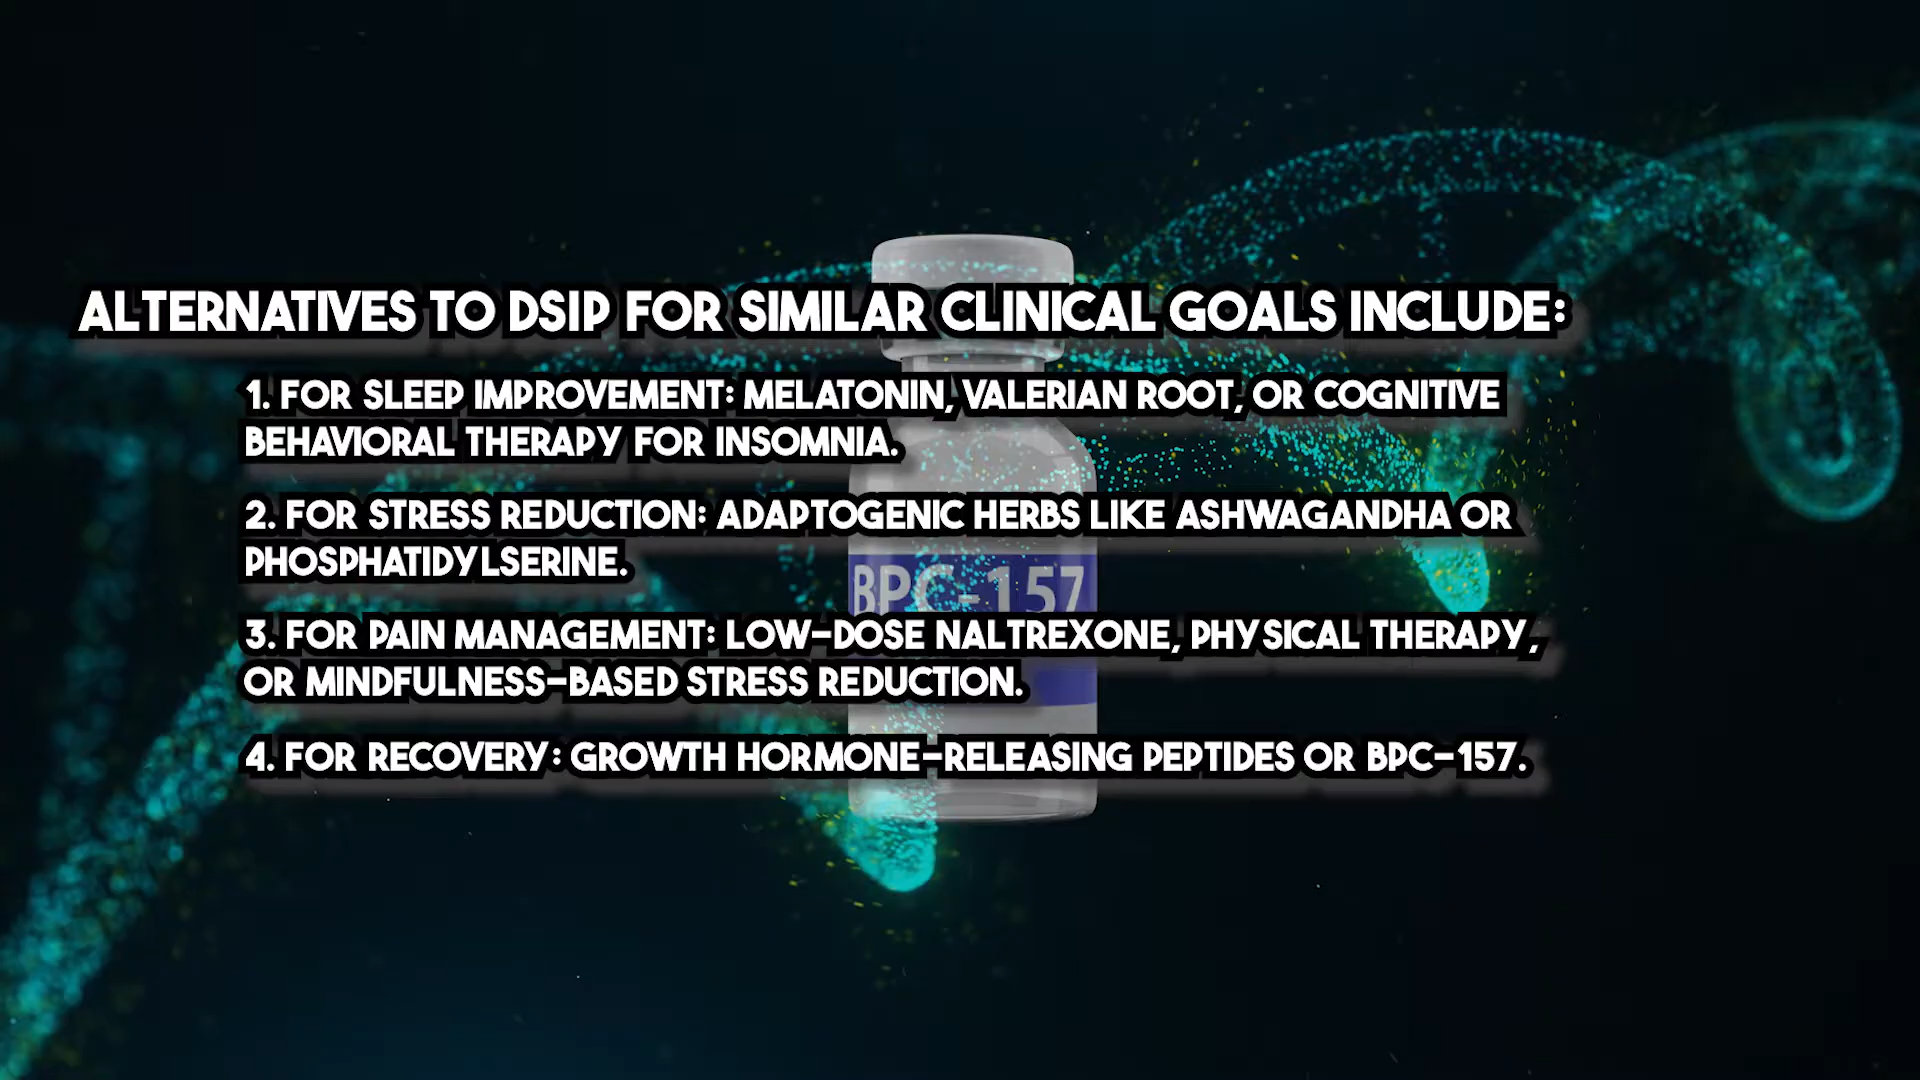 ALTERNATIVES TO DSIP FOR SIMILAR CLINICAL GOALS INCLUDE:
1. FOR SLEEP IMPROVEMENT: MELATONIN, VALERIAN ROOT, OR COGNITIVE
BEHAVIORAL THERAPY FOR INSOMNIA.
2. FOR STRESS REDUCTION: ADAPTOGENIC HERBS LIKE ASHWAGANDHA OR
PHOSPHATIDYLSERINE.
BPC-157
3. FOR PAIN MANAGEMENT: LOW-DOSE NALTREXONE, PHYSICAL THERAPY,
OR MINDFULNESS-BASED STRESS REDUCTION.
4. FOR RECOVERY: GROWTH HORMONE-RELEASING PEPTIDES OR BPC-157.